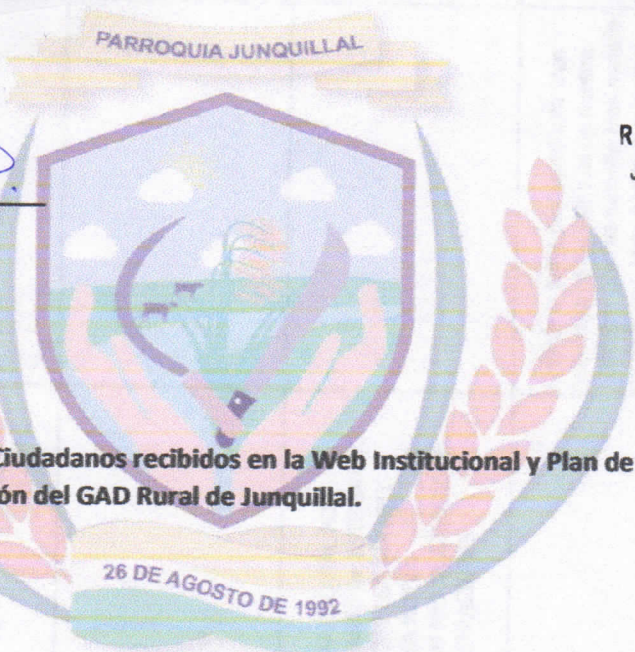 PARROQUIA JUNQUILLAL
R
J
Ciudadanos recibidos en la Web Institucional y Plan de
ón del GAD Rural de Junquillal.
26 DE AGOSTO DE 1992